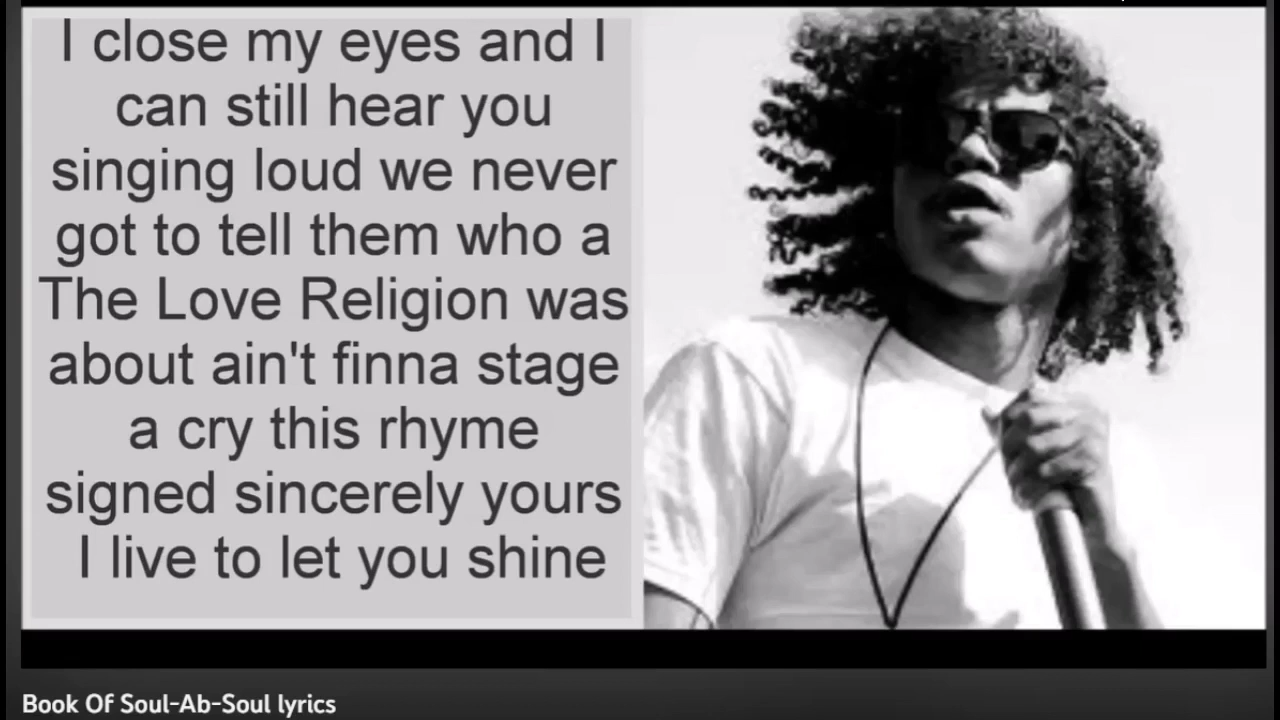 I close my eyes and I
can still hear you
singing loud we never
got to tell them who a
The Love Religion was
about ain't finna stage
a cry this rhyme
signed sincerely yours
I live to let you shine
Book Of Soul-Ab-Soul lyrics